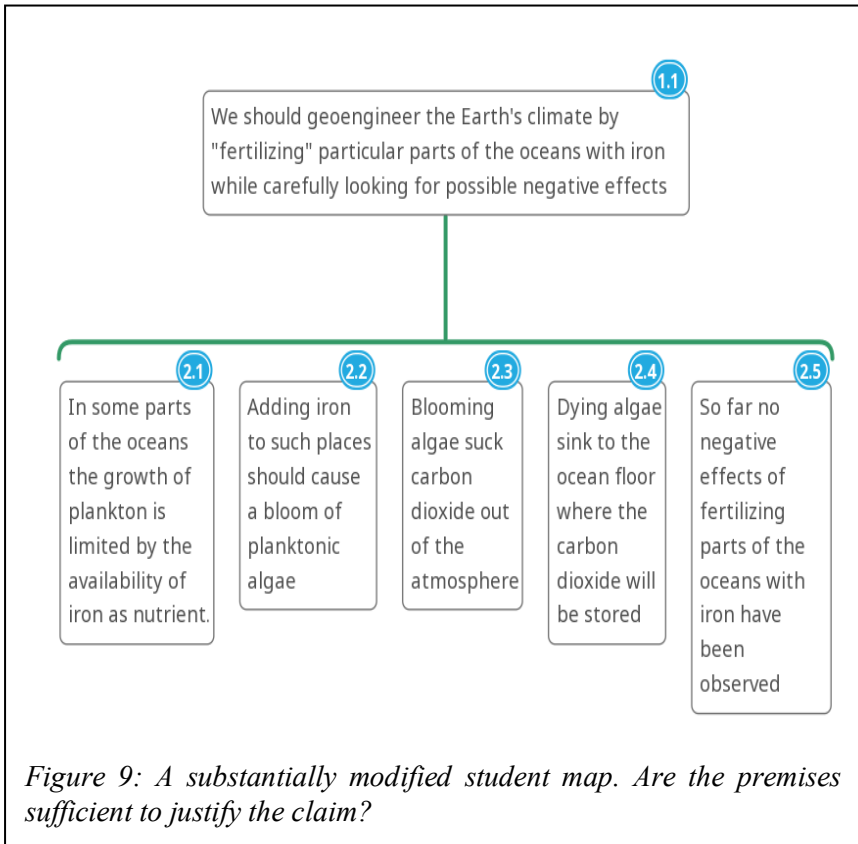 1.1
We should geoengineer the Earth's climate by
"fertilizing" particular parts of the oceans with iron
while carefully looking for possible negative effects
2.1
In some parts
of the oceans
the growth of
plankton is
limited by the
availability of
iron as nutrient.
2.2
Adding iron
to such places
should cause
a bloom of
planktonic
algae
2.3
Blooming
algae suck
carbon
dioxide out
of the
atmosphere
2.4
Dying algae
sink to the
ocean floor
where the
carbon
dioxide will
be stored
2.5
So far no
negative
effects of
fertilizing
parts of the
oceans with
iron have
been
observed
Figure 9: A substantially modified student map. Are the premises
sufficient to justify the claim?